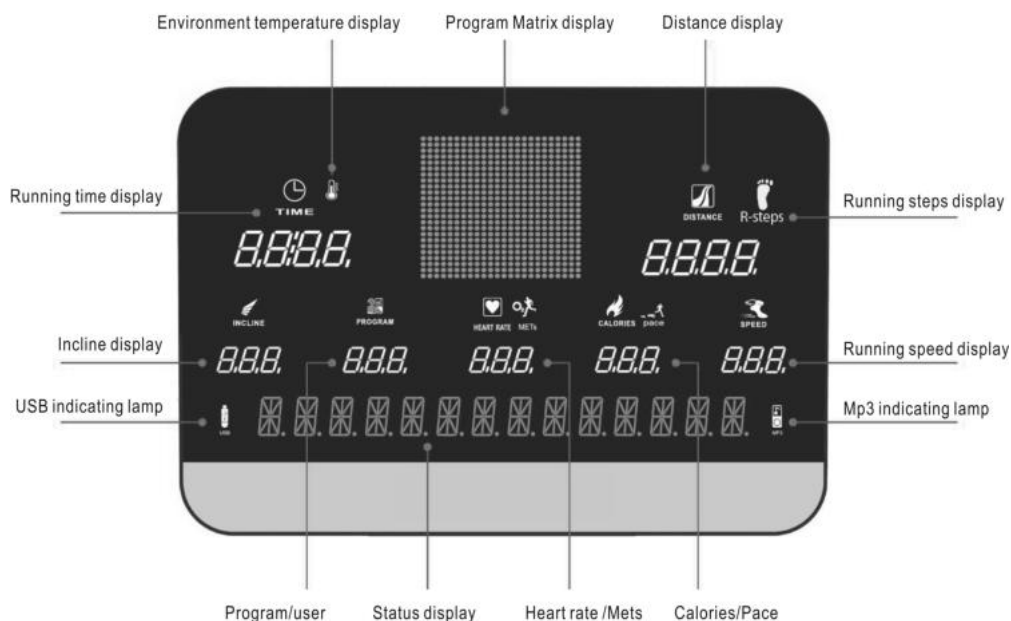 Environment temperature display
Program Matrix display
Distance display
Running time display
TIME
DISTANCE
R-steps
Running steps display
8.8:8.8.
8.8.8.8.
INCLINE
PROGRAM
HEART RATE
METs
CALORIES
pace
SPEED
Incline display
8.8.8.
8.8.8.
8.8.8.
8.8.8.
8.8.8.
Running speed display
USB indicating lamp
USB
MP3
Mp3 indicating lamp
Program/user
Status display
Heart rate /Mets
Calories/Pace